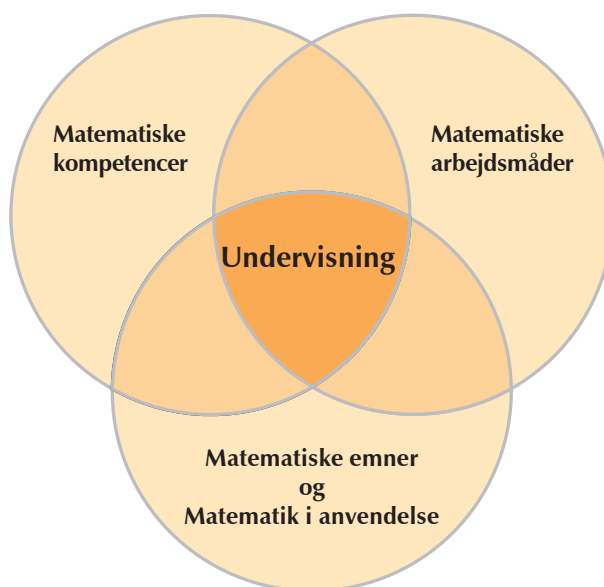 Matematiske
kompetencer
Matematiske
arbejdsmåder
Undervisning
Matematiske emner
og
Matematik i anvendelse